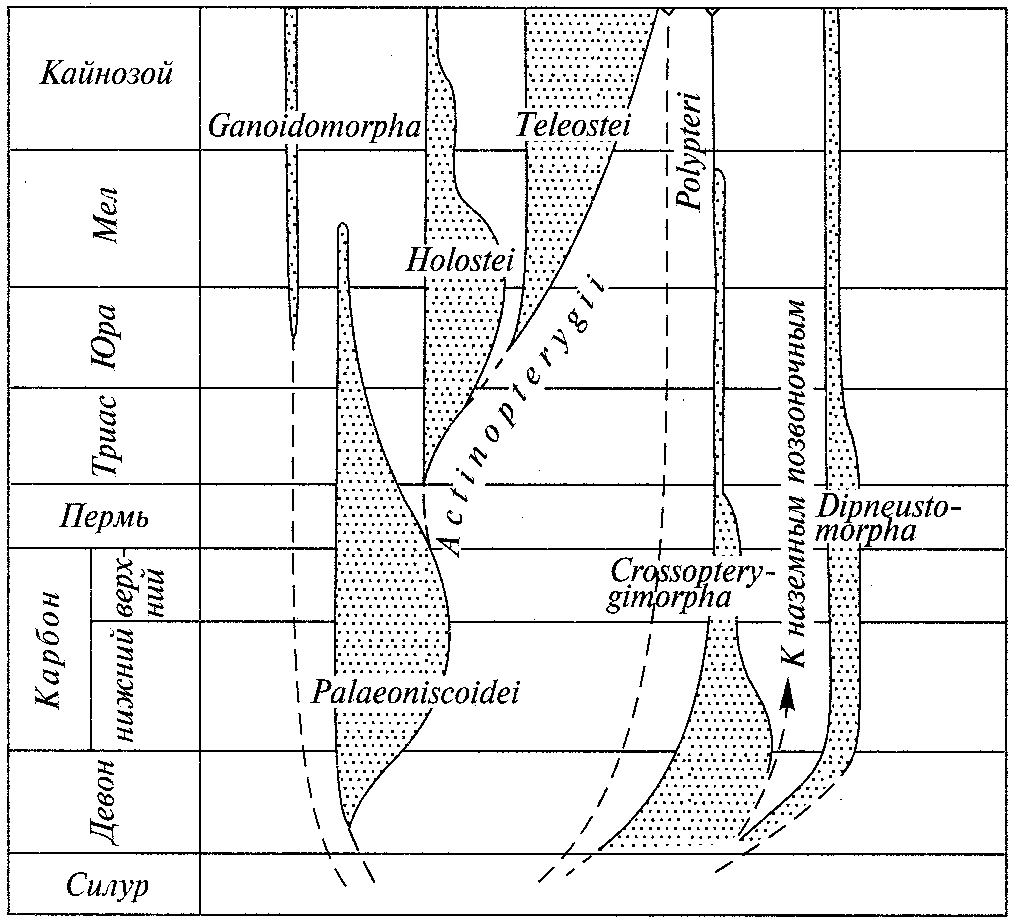 Кайнозой
Мел
Юра
Триас
Пермь
Карбон
верх-
ний
нижний
Девон
Силур
Ganoidomorpha
Teleostei
Polypteri
Holostei
Actinopterygii
К наземным позвоночным
Dipneusto-
morpha
Crossoptery-
gimorpha
Palaeoniscoidei